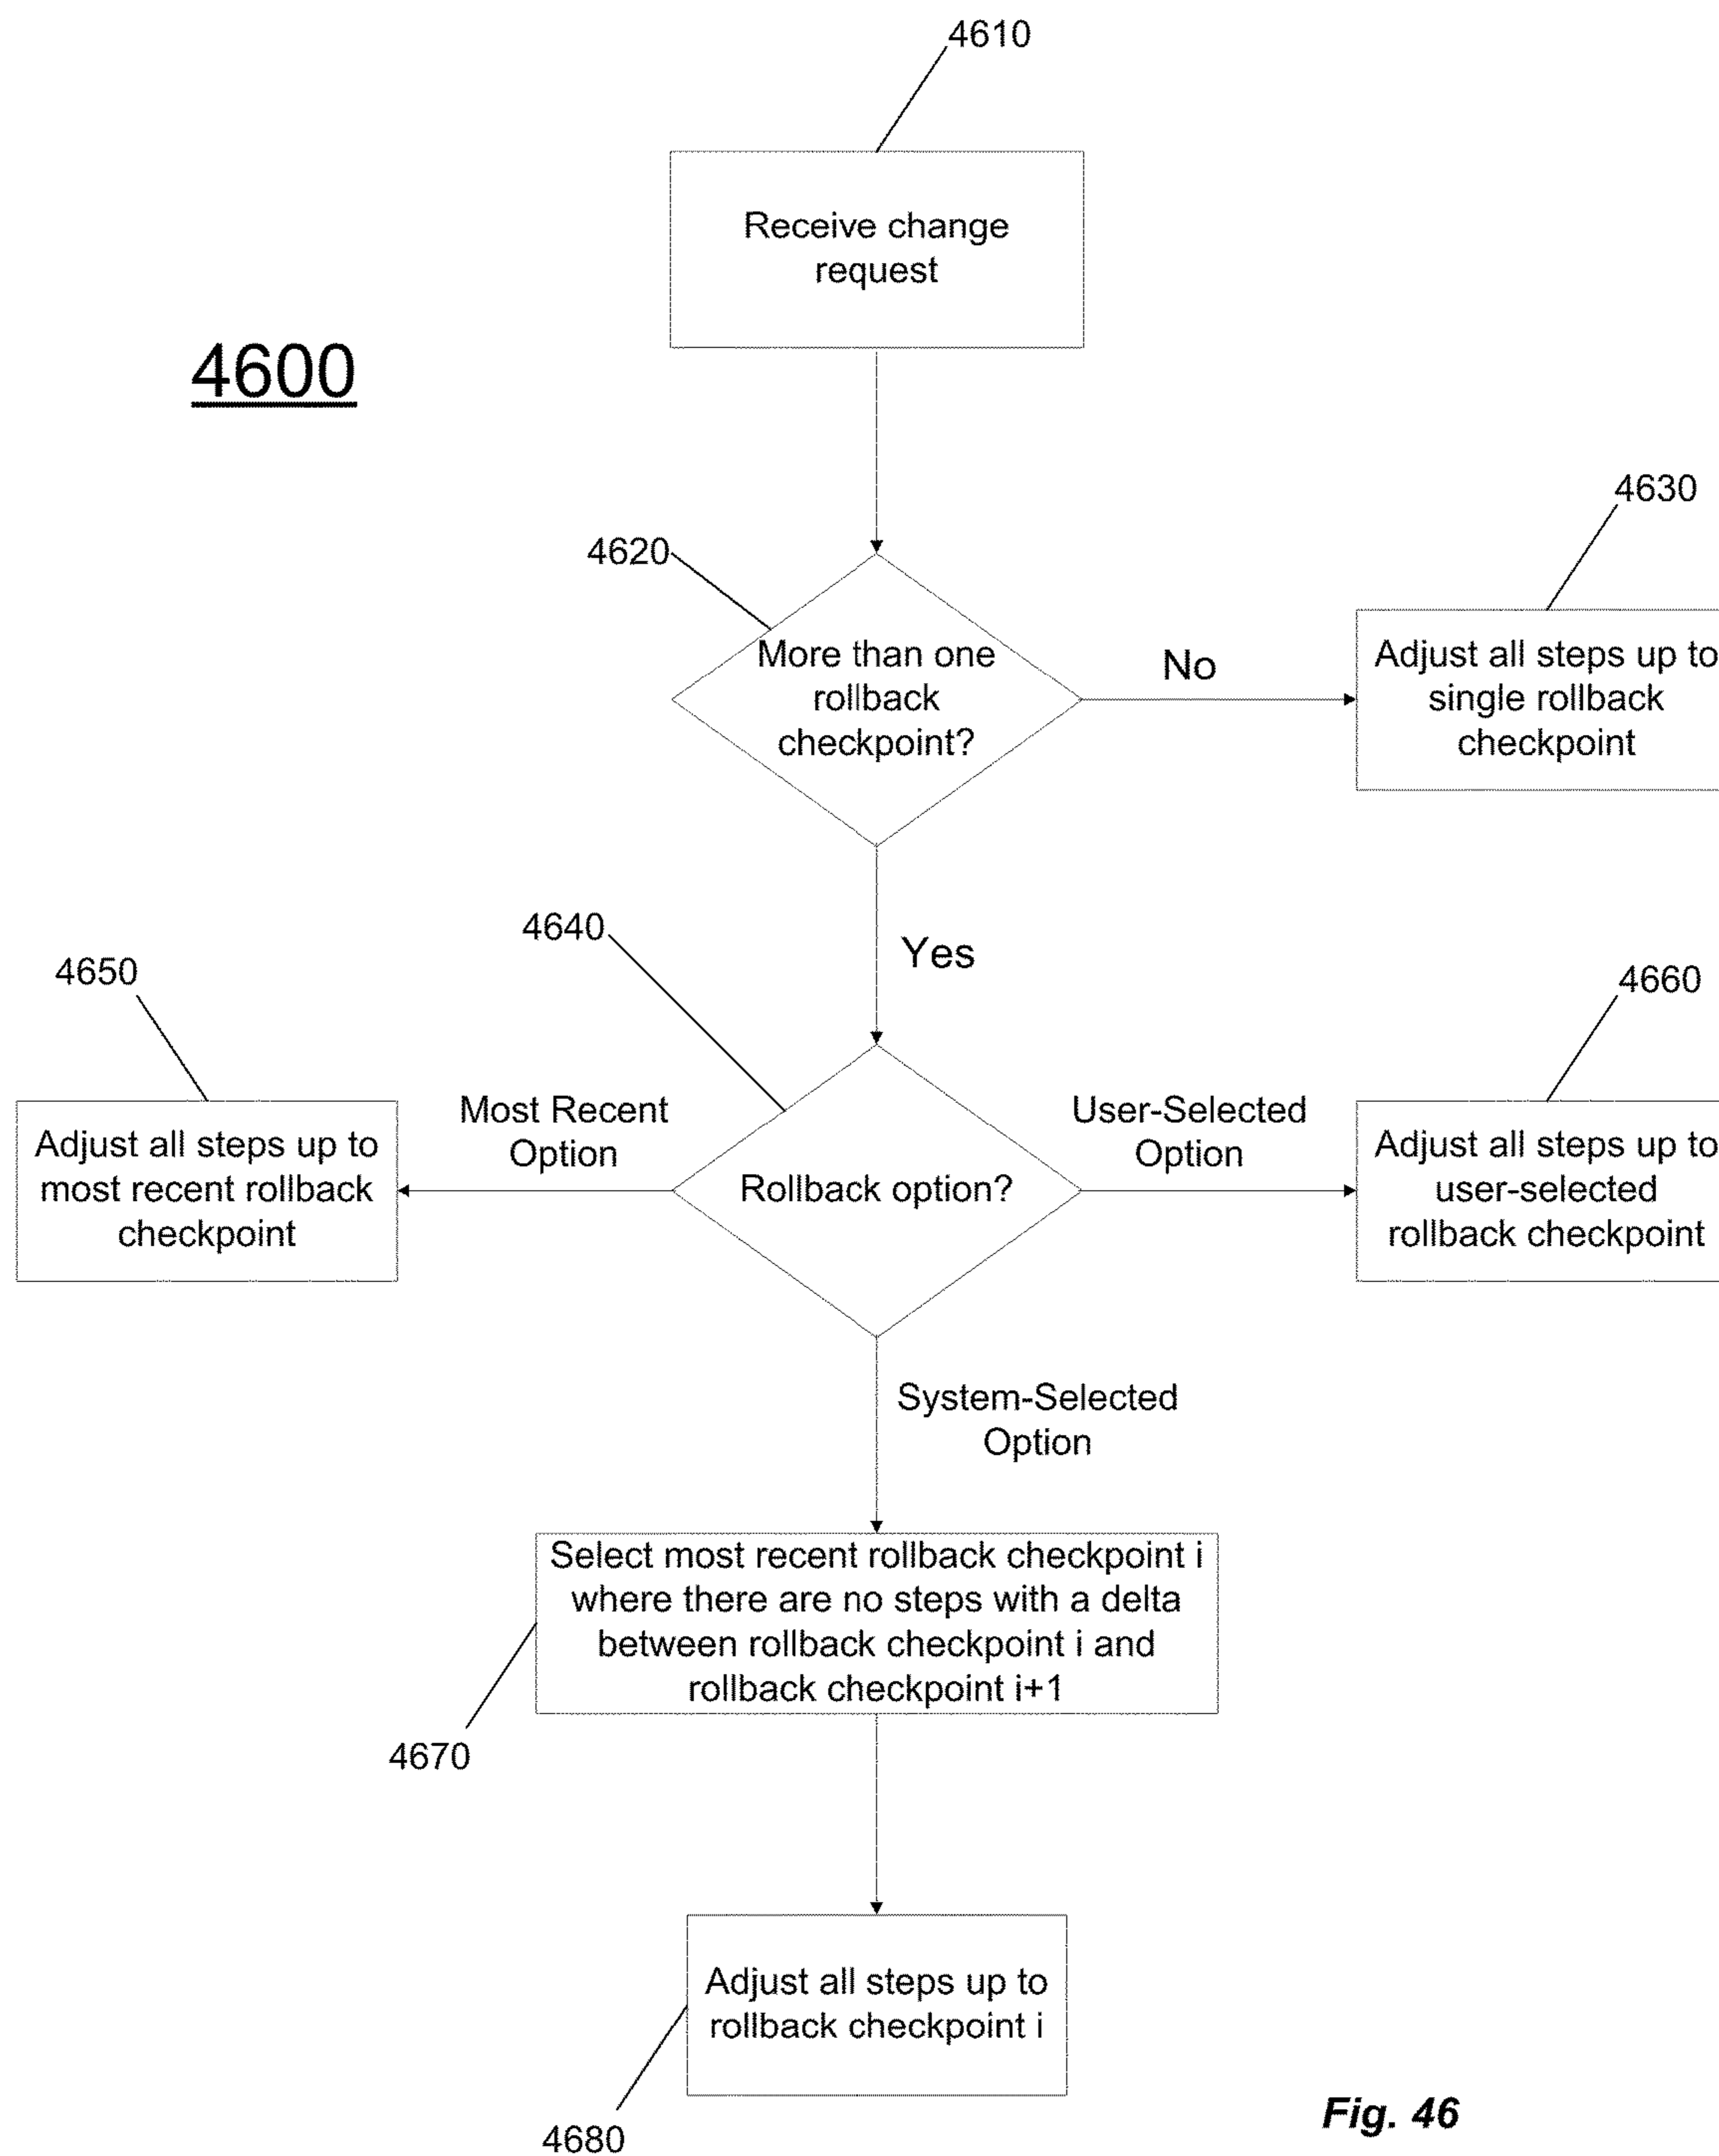 4610
Receive change
request
4600
4630
4620
More than one
rollback
checkpoint?
No
Adjust all steps up to
single rollback
checkpoint
4640
Yes
4650
4660
Most Recent
Option
User-Selected
Option
Adjust all steps up to
most recent rollback
checkpoint
Rollback option?
Adjust all steps up to
user-selected
rollback checkpoint
System-Selected
Option
Select most recent rollback checkpoint i
where there are no steps with a delta
between rollback checkpoint i and
rollback checkpoint i+1
4670
Adjust all steps up to
rollback checkpoint i
4680
Fig. 46